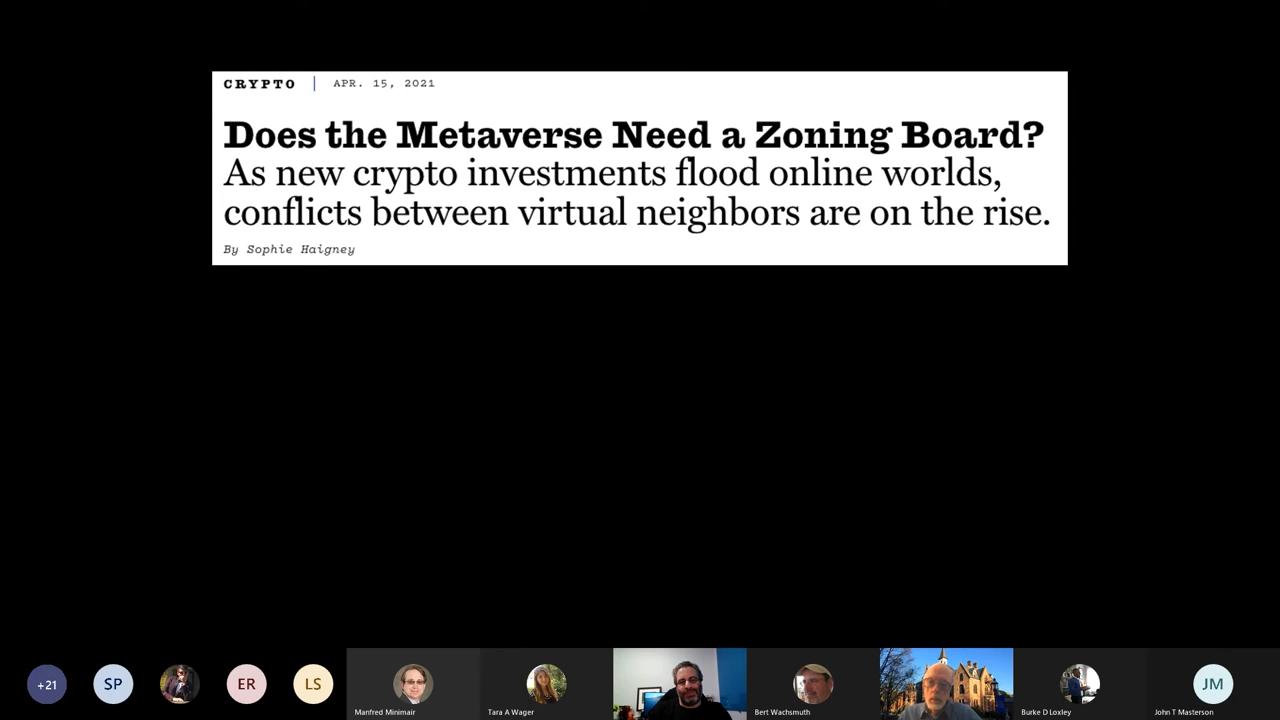 CRYPTO | APR. 15, 2021
Does the Metaverse Need a Zoning Board?
As new crypto investments flood online worlds,
conflicts between virtual neighbors are on the rise.
By Sophie Haigney
+21
SP
ER
LS
JM
Manfred Minimair
Tara A Wager
Bert Wachsmuth
Burke D Loxley
John T Masterson